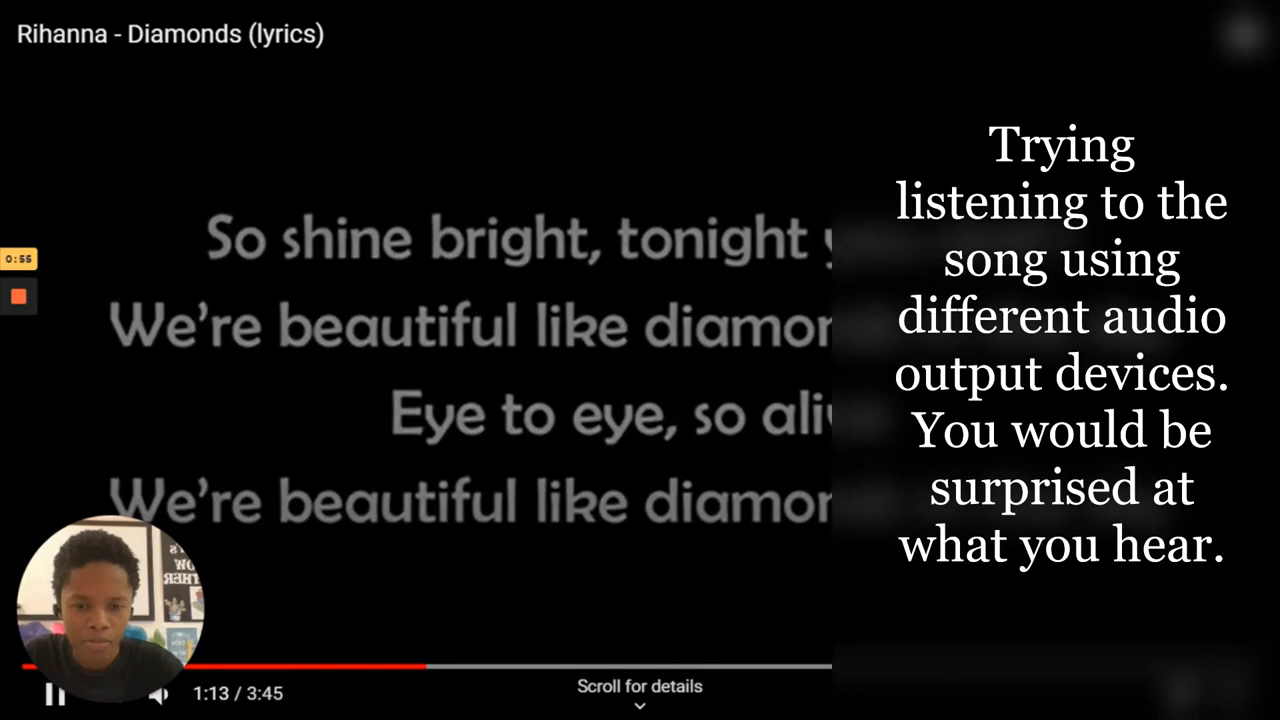 Rihanna - Diamonds (lyrics)
So shine bright, tonight
We're beautiful like
Eye to eye, so
We're beautiful like
Trying
listening to the
song using
different audio
output devices.
You would be
surprised at
what you hear.
0:55
1:13 / 3:45
Scroll for details